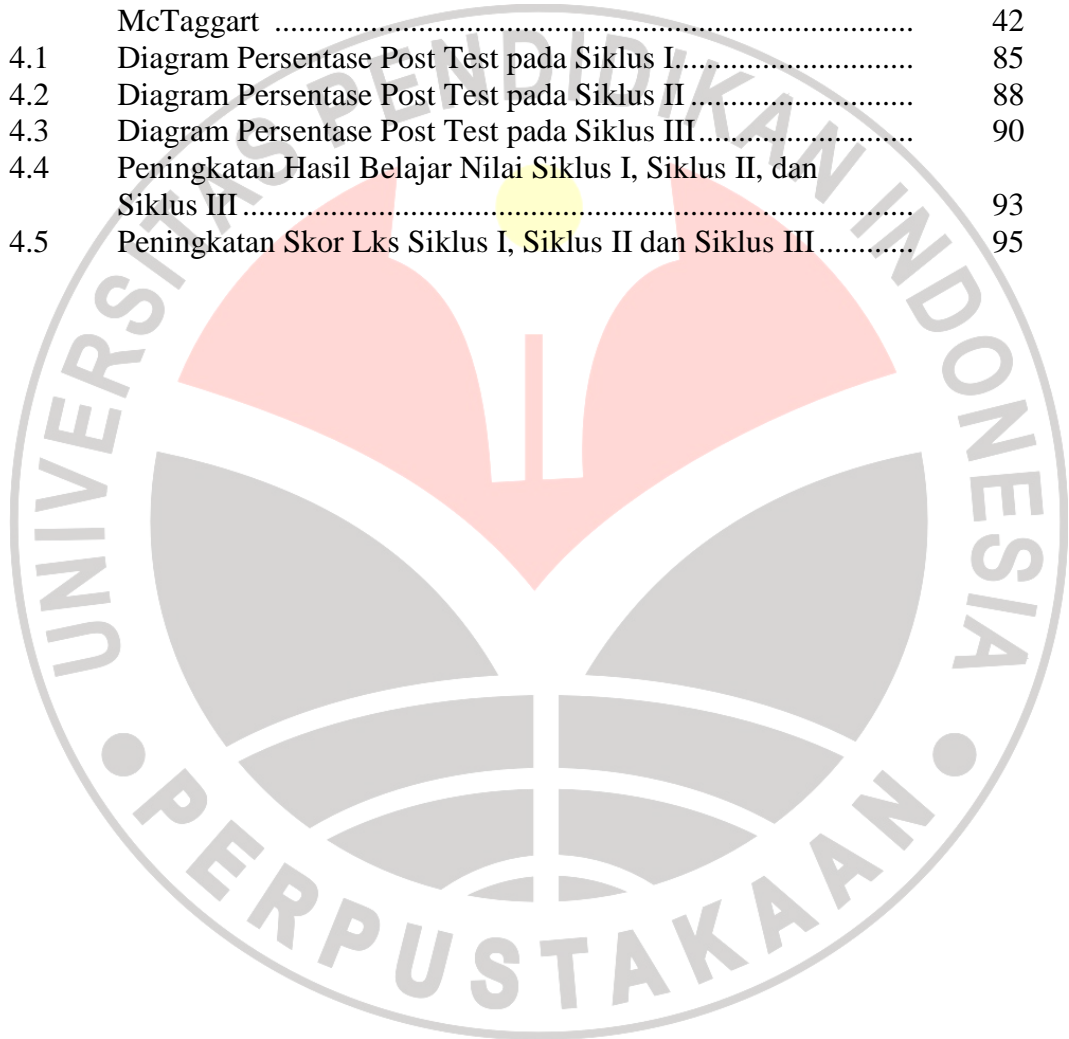 McTaggart ................................................................................ 42
4.1 Diagram Persentase Post Test pada Siklus I.............................. 85
4.2 Diagram Persentase Post Test pada Siklus II ............................ 88
4.3 Diagram Persentase Post Test pada Siklus III........................... 90
4.4 Peningkatan Hasil Belajar Nilai Siklus I, Siklus II, dan
Siklus III .................................................................................... 93
4.5 Peningkatan Skor Lks Siklus I, Siklus II dan Siklus III ............ 95
UNIVERSITAS PENDIDIKAN INDONESIA
PERPUSTAKAAN